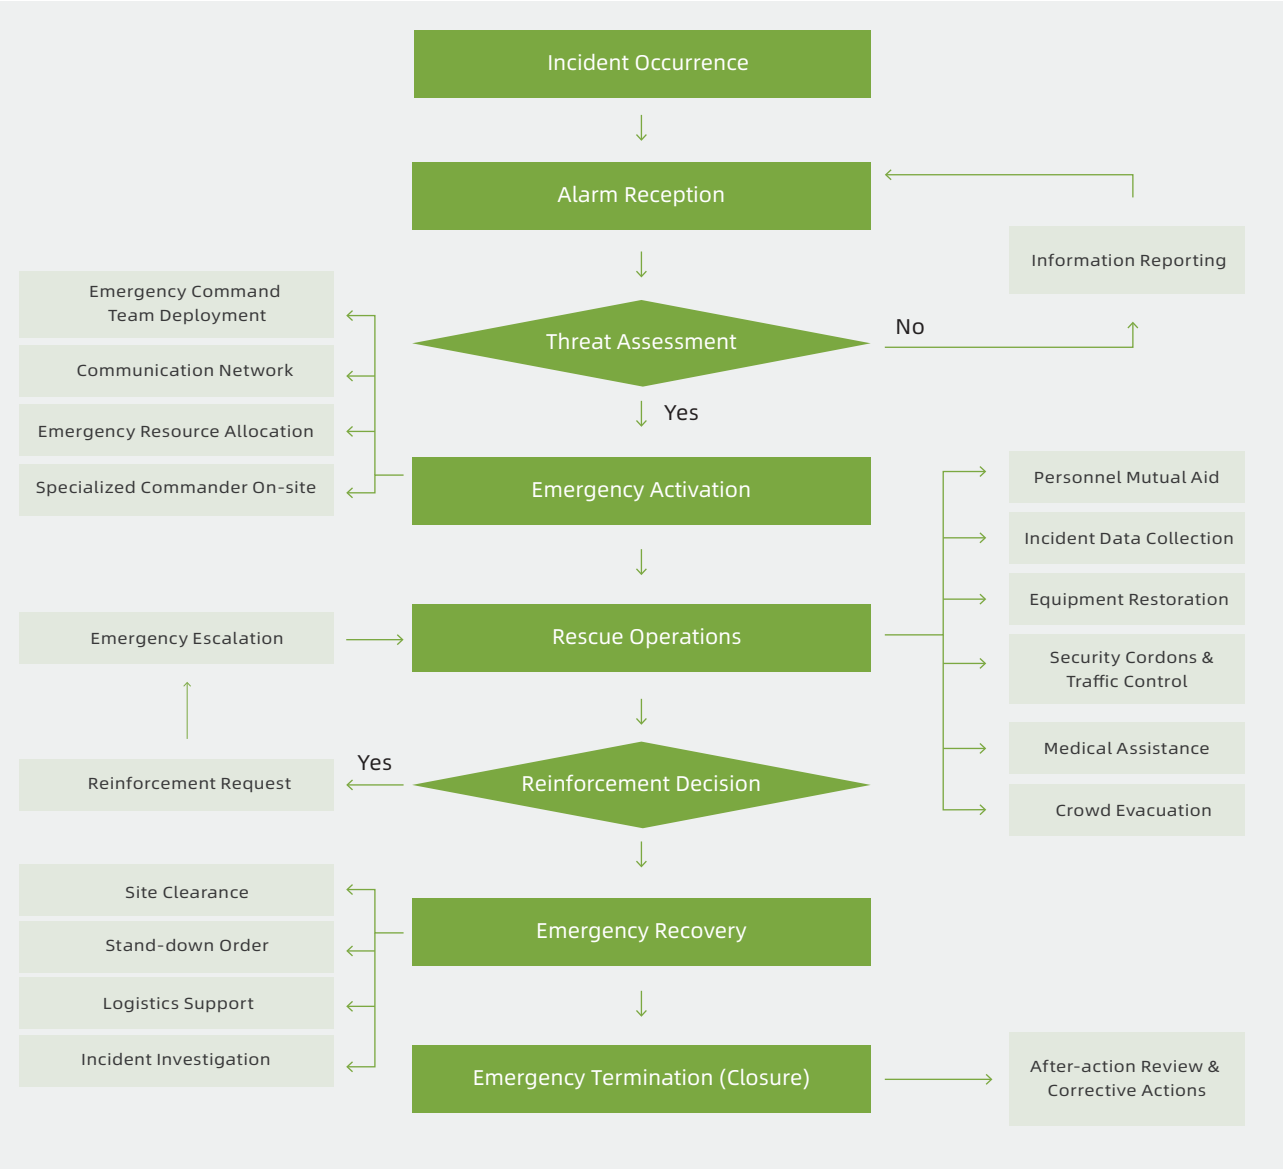 Incident Occurrence
Alarm Reception
Information Reporting
Emergency Command
Team Deployment
Communication Network
Emergency Resource Allocation
Specialized Commander On-site
Threat Assessment
No
Yes
Emergency Activation
Personnel Mutual Aid
Incident Data Collection
Equipment Restoration
Security Cordons &
Traffic Control
Medical Assistance
Crowd Evacuation
Emergency Escalation
Rescue Operations
Reinforcement Request
Yes
Reinforcement Decision
Site Clearance
Stand-down Order
Logistics Support
Incident Investigation
Emergency Recovery
Emergency Termination (Closure)
After-action Review &
Corrective Actions